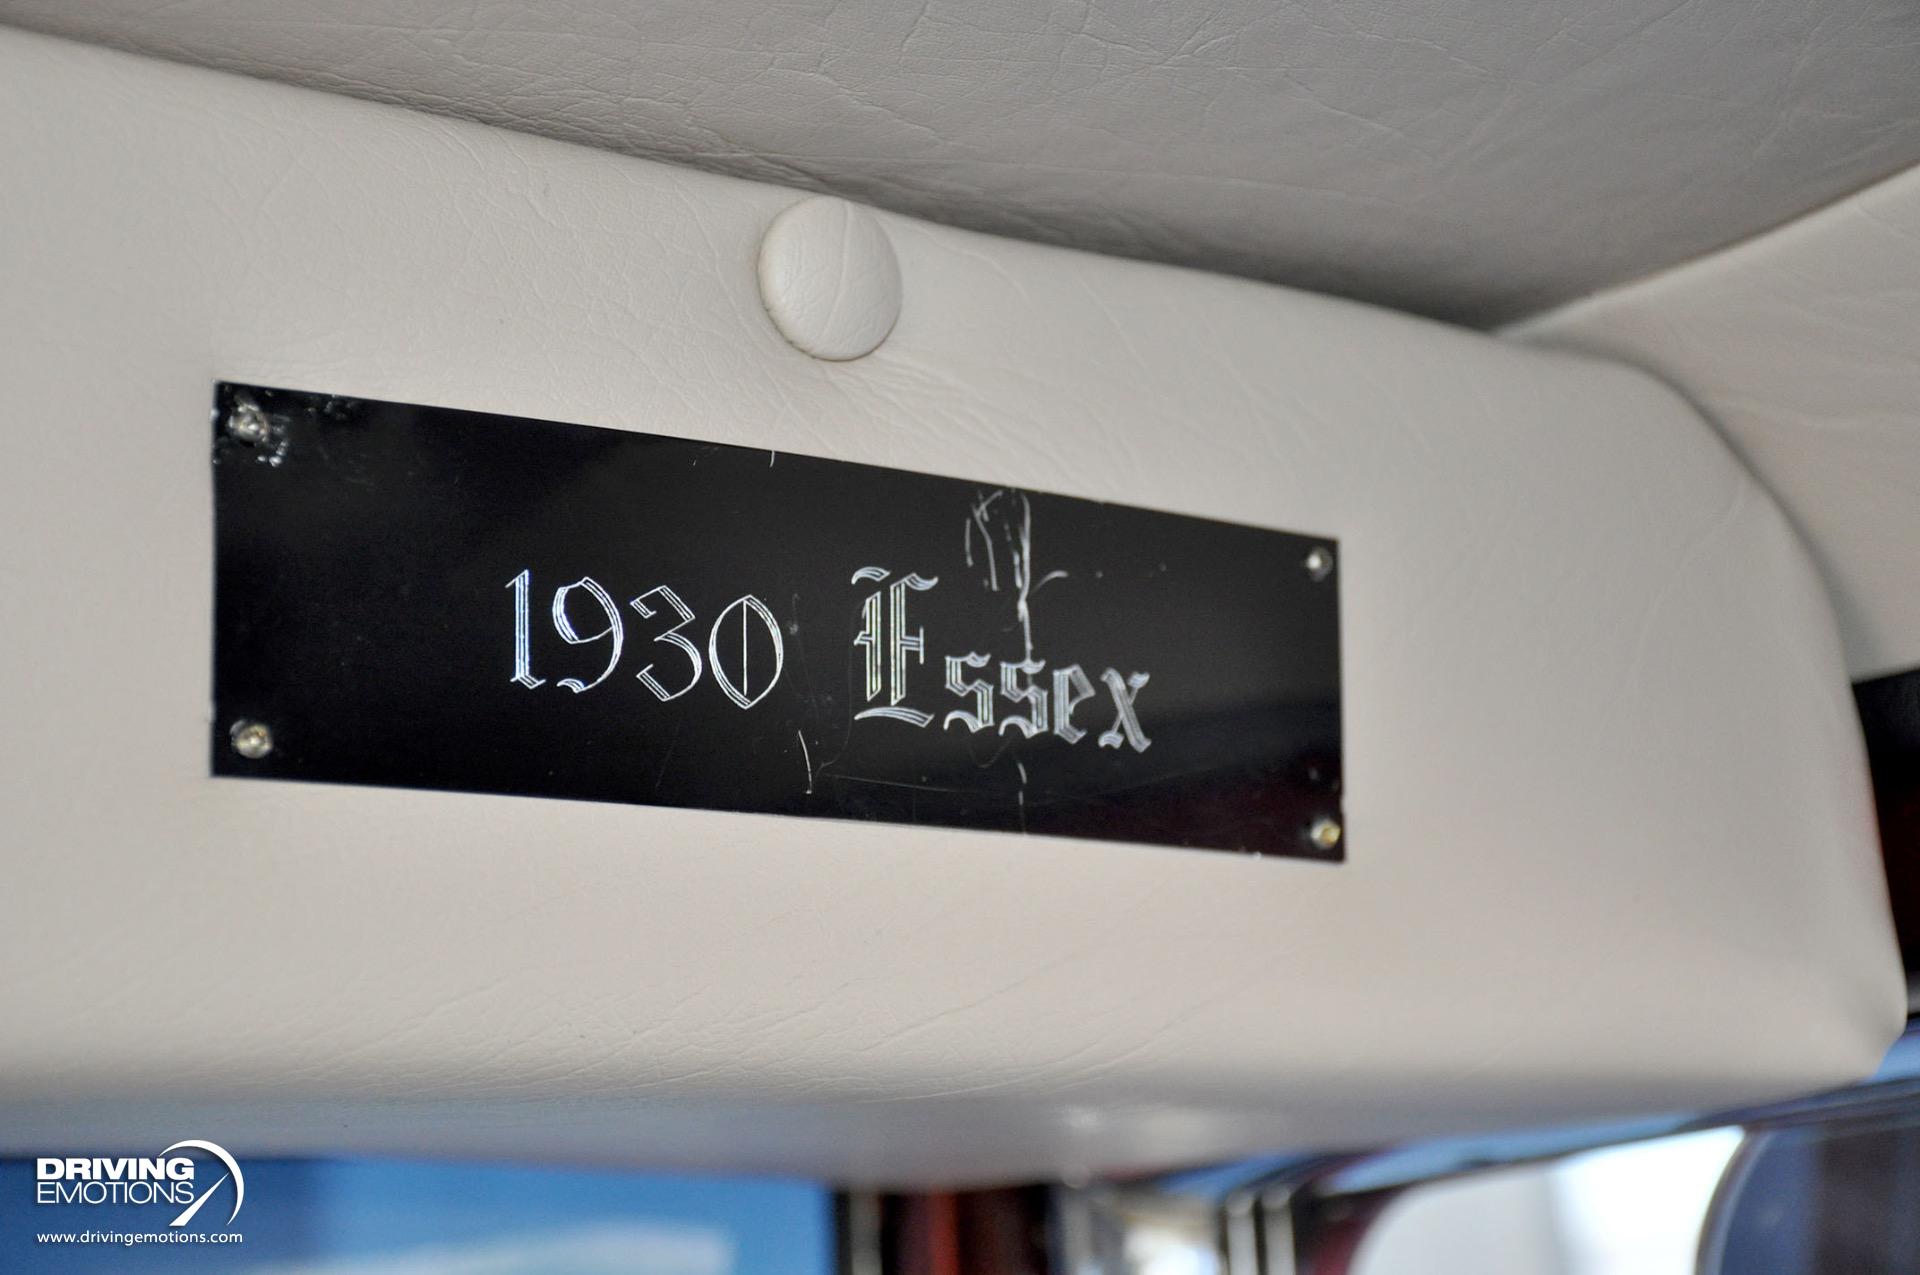 1930 Essex
DRIVING
EMOTIONS
www.drivingemotions.com